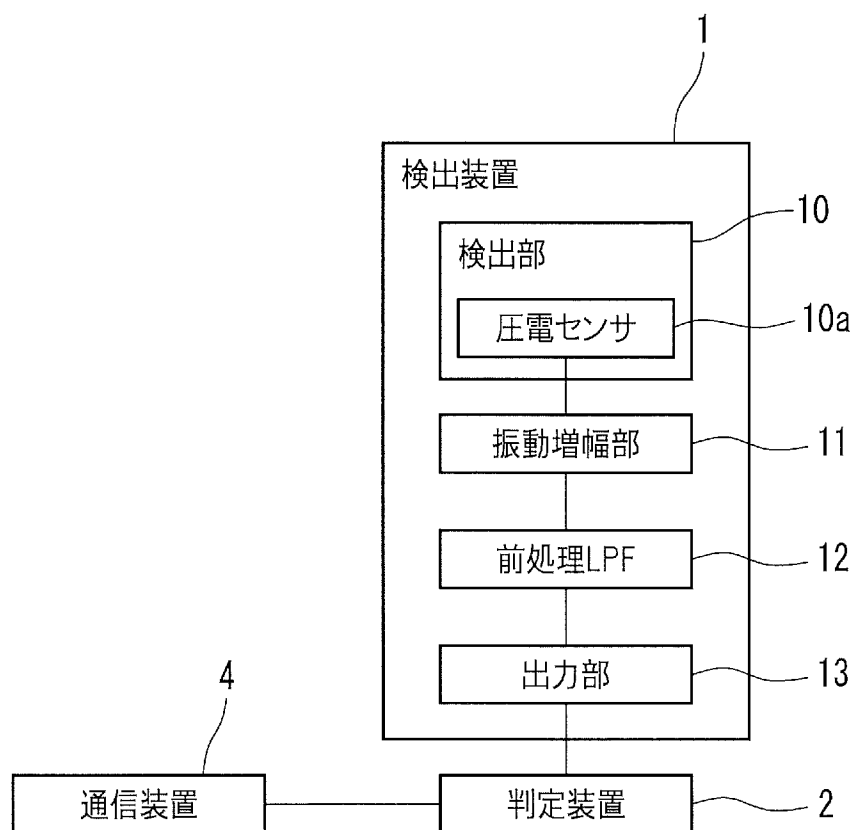 1
検出装置
10
検出部
10a
圧電センサ
振動増幅部
11
前処理LPF
12
出力部
13
4
通信装置
判定装置
2